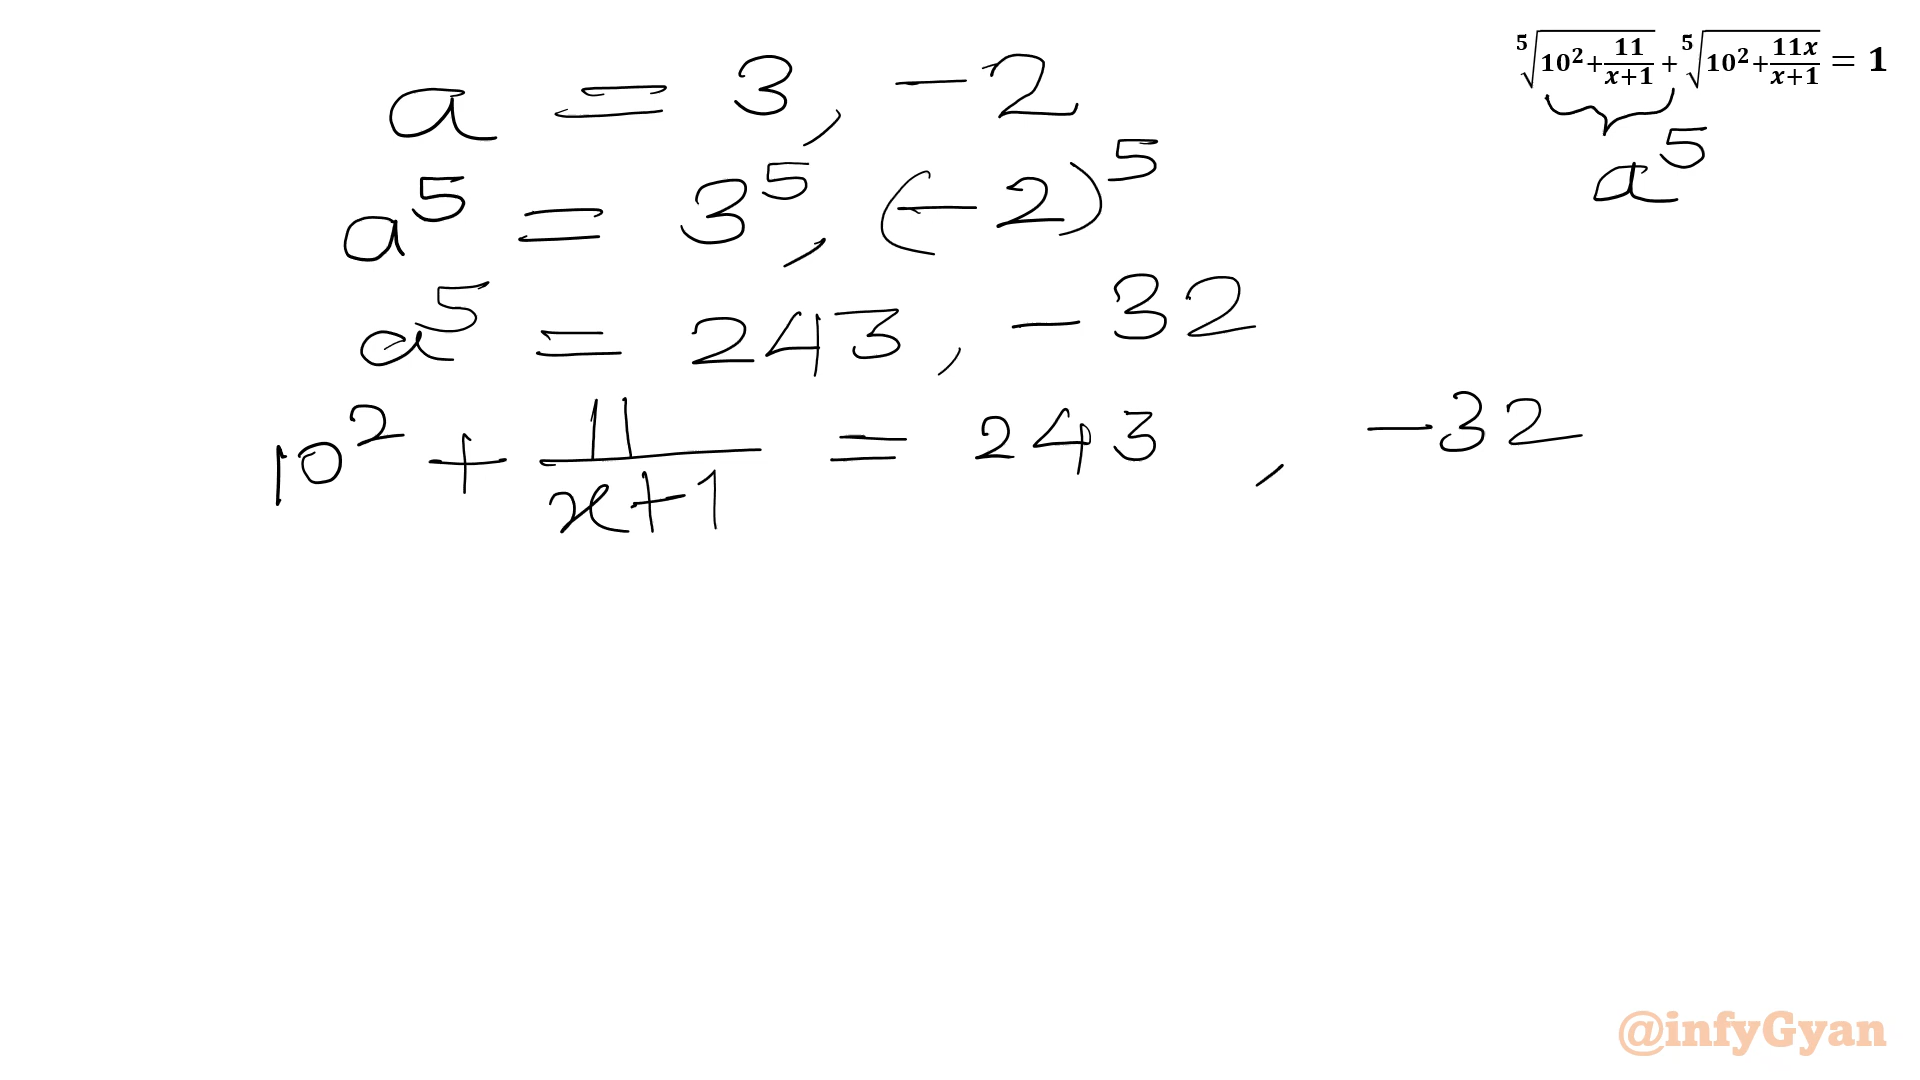 ⁵√(10²+11/(x+1)) + ⁵√(10²+11x/(x+1)) = 1
a⁵
a = 3, -2
a⁵ = 3⁵, (-2)⁵
a⁵ = 243, -32
10² + 11/(x+1) = 243 , -32
@infyGyan